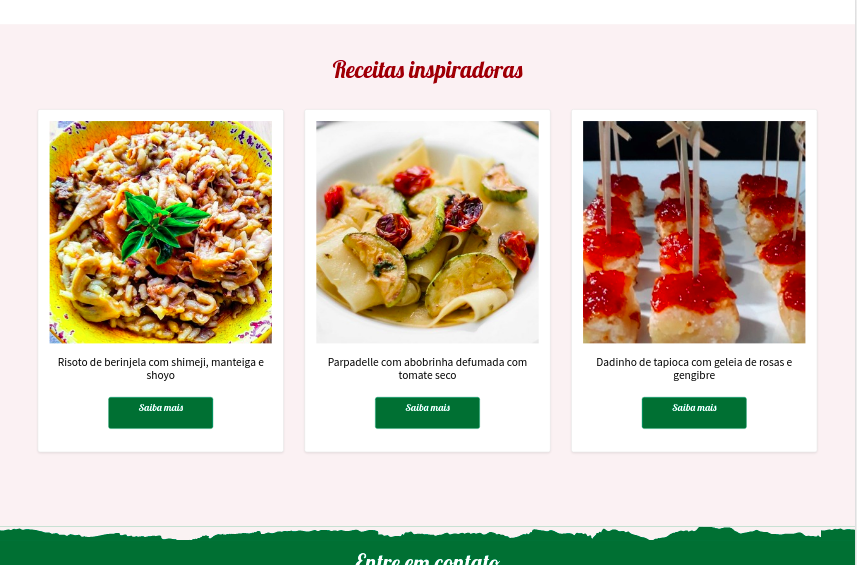 Receitas inspiradoras
Risoto de berinjela com shimeji, manteiga e
shoyo
Saiba mais
Parpadelle com abobrinha defumada com
tomate seco
Saiba mais
Dadinho de tapioca com geleia de rosas e
gengibre
Saiba mais
Entre em contato